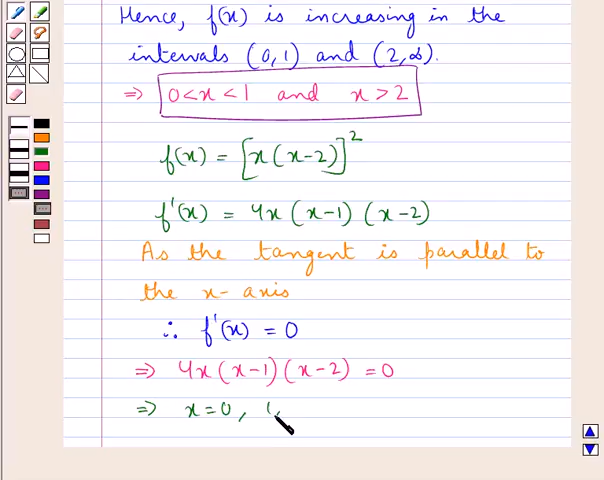 Hence, f(x) is increasing in the
intervals (0,1) and (2,∞).
⇒ 0<x<1 and x>2
f(x) = [x(x-2)]²
f'(x) = 4x(x-1)(x-2)
As the tangent is parallel to
the x-axis
∴ f'(x) = 0
⇒ 4x(x-1)(x-2) = 0
⇒ x=0, 1,